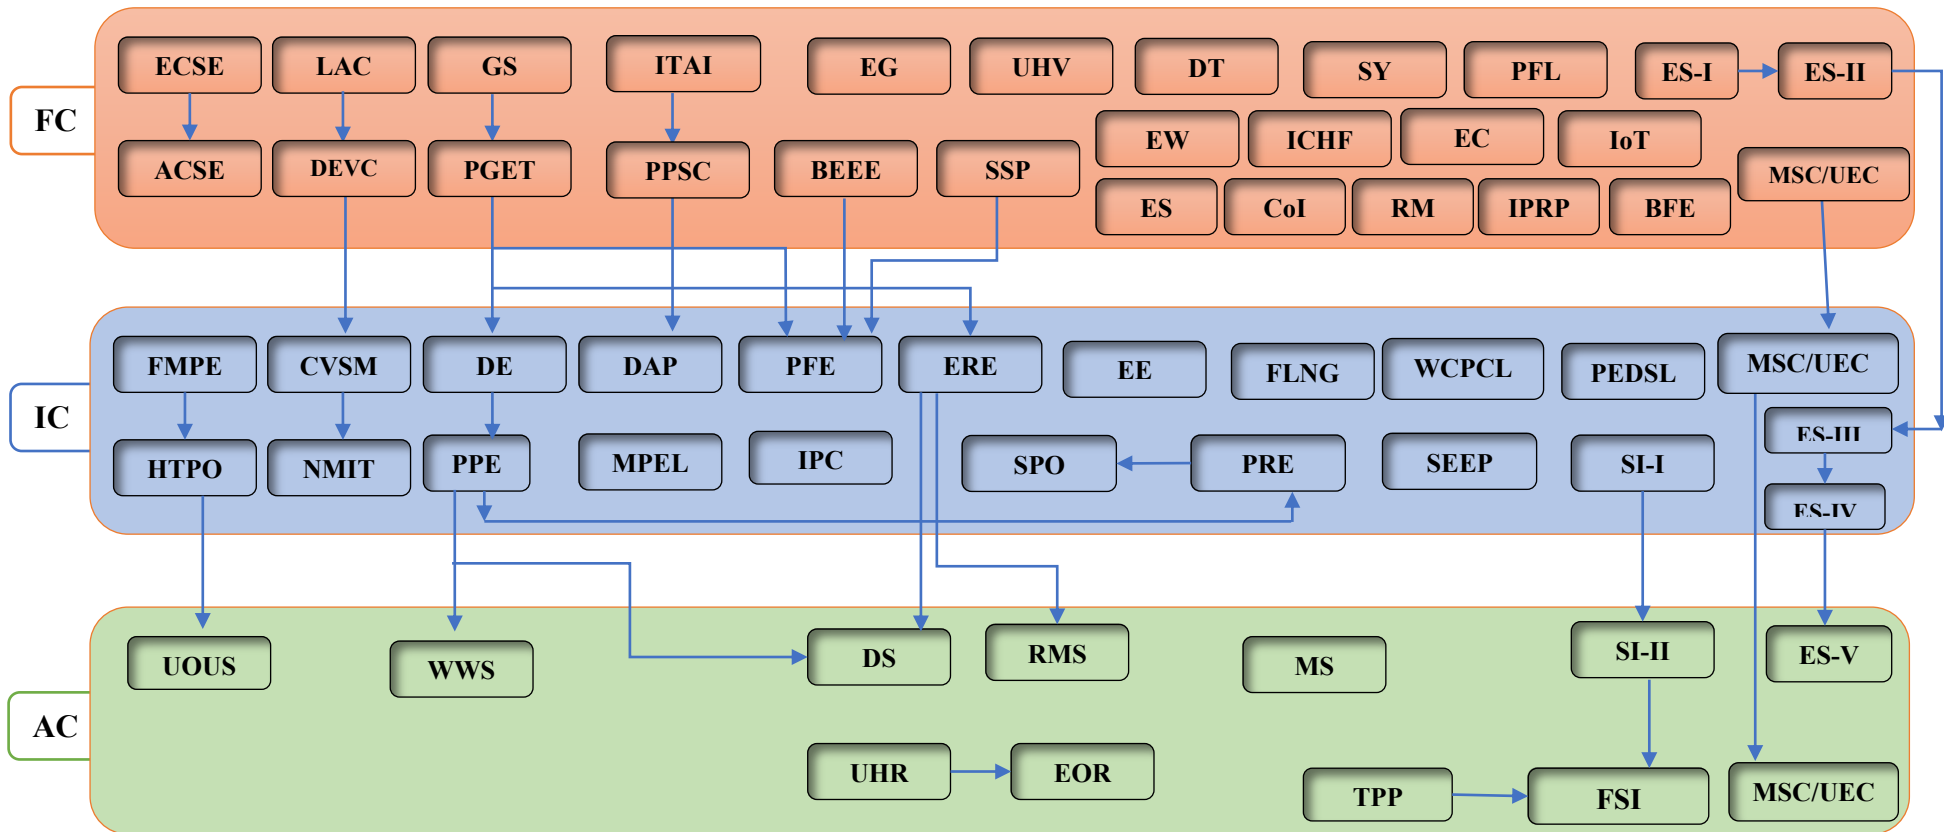 FC
ECSE
LAC
GS
ITAI
EG
UHV
DT
SY
PFL
ES-I
ES-II
EW
ICHF
EC
IoT
ACSE
DEVC
PGET
PPSC
BEEE
SSP
MSC/UEC
ES
CoI
RM
IPRP
BFE
IC
FMPE
CVSM
DE
DAP
PFE
ERE
EE
FLNG
WCPCL
PEDSL
MSC/UEC
ES-III
HTPO
NMIT
PPE
MPEL
IPC
SPO
PRE
SEEP
SI-I
ES-IV
AC
UOUS
WWS
DS
RMS
MS
SI-II
ES-V
UHR
EOR
TPP
FSI
MSC/UEC